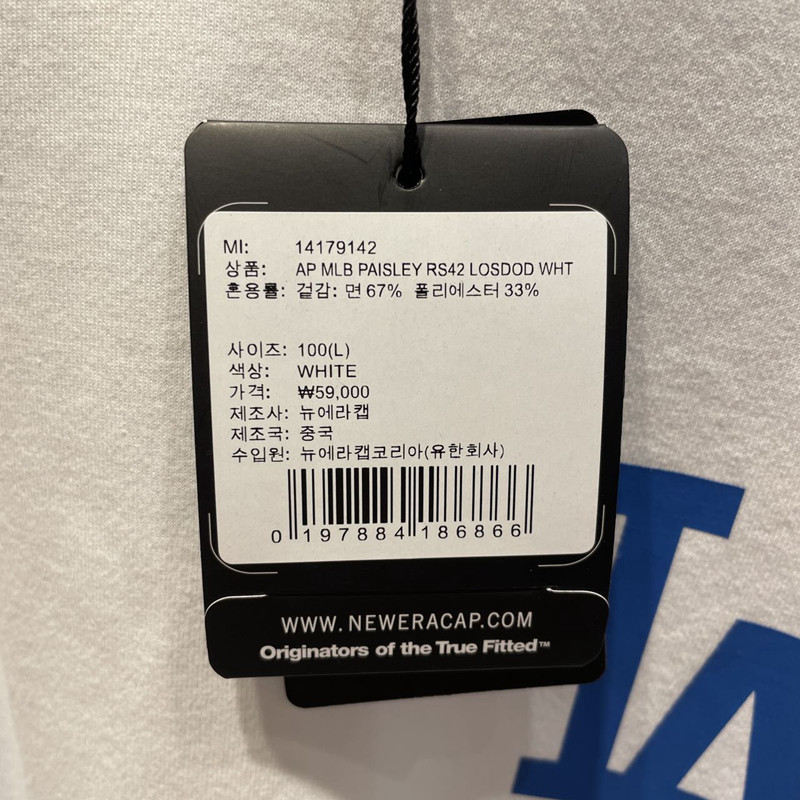 MI: 14179142
상품: AP MLB PAISLEY RS42 LOSDOD WHT
혼용률: 겉감: 면 67% 폴리에스터 33%
사이즈: 100(L)
색상: WHITE
가격: ₩59,000
제조사: 뉴에라캡
제조국: 중국
수입원: 뉴에라캡코리아(유한회사)
0 197884 186866
WWW.NEWERACAP.COM
Originators of the True Fitted™
LA